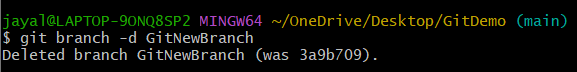 jayal@LAPTOP-9ONQ8SP2 MINGW64 ~/OneDrive/Desktop/GitDemo (main)
$ git branch -d GitNewBranch
Deleted branch GitNewBranch (was 3a9b709).